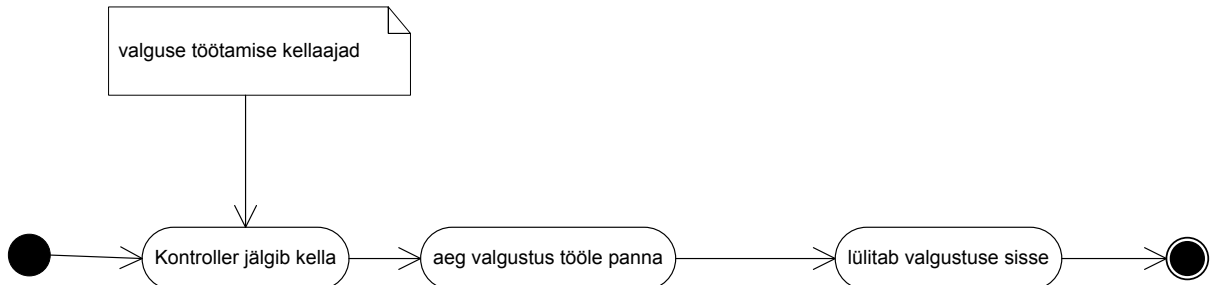 valguse töötamise kellaajad
Kontroller jälgib kella
aeg valgustus tööle panna
lülitab valgustuse sisse